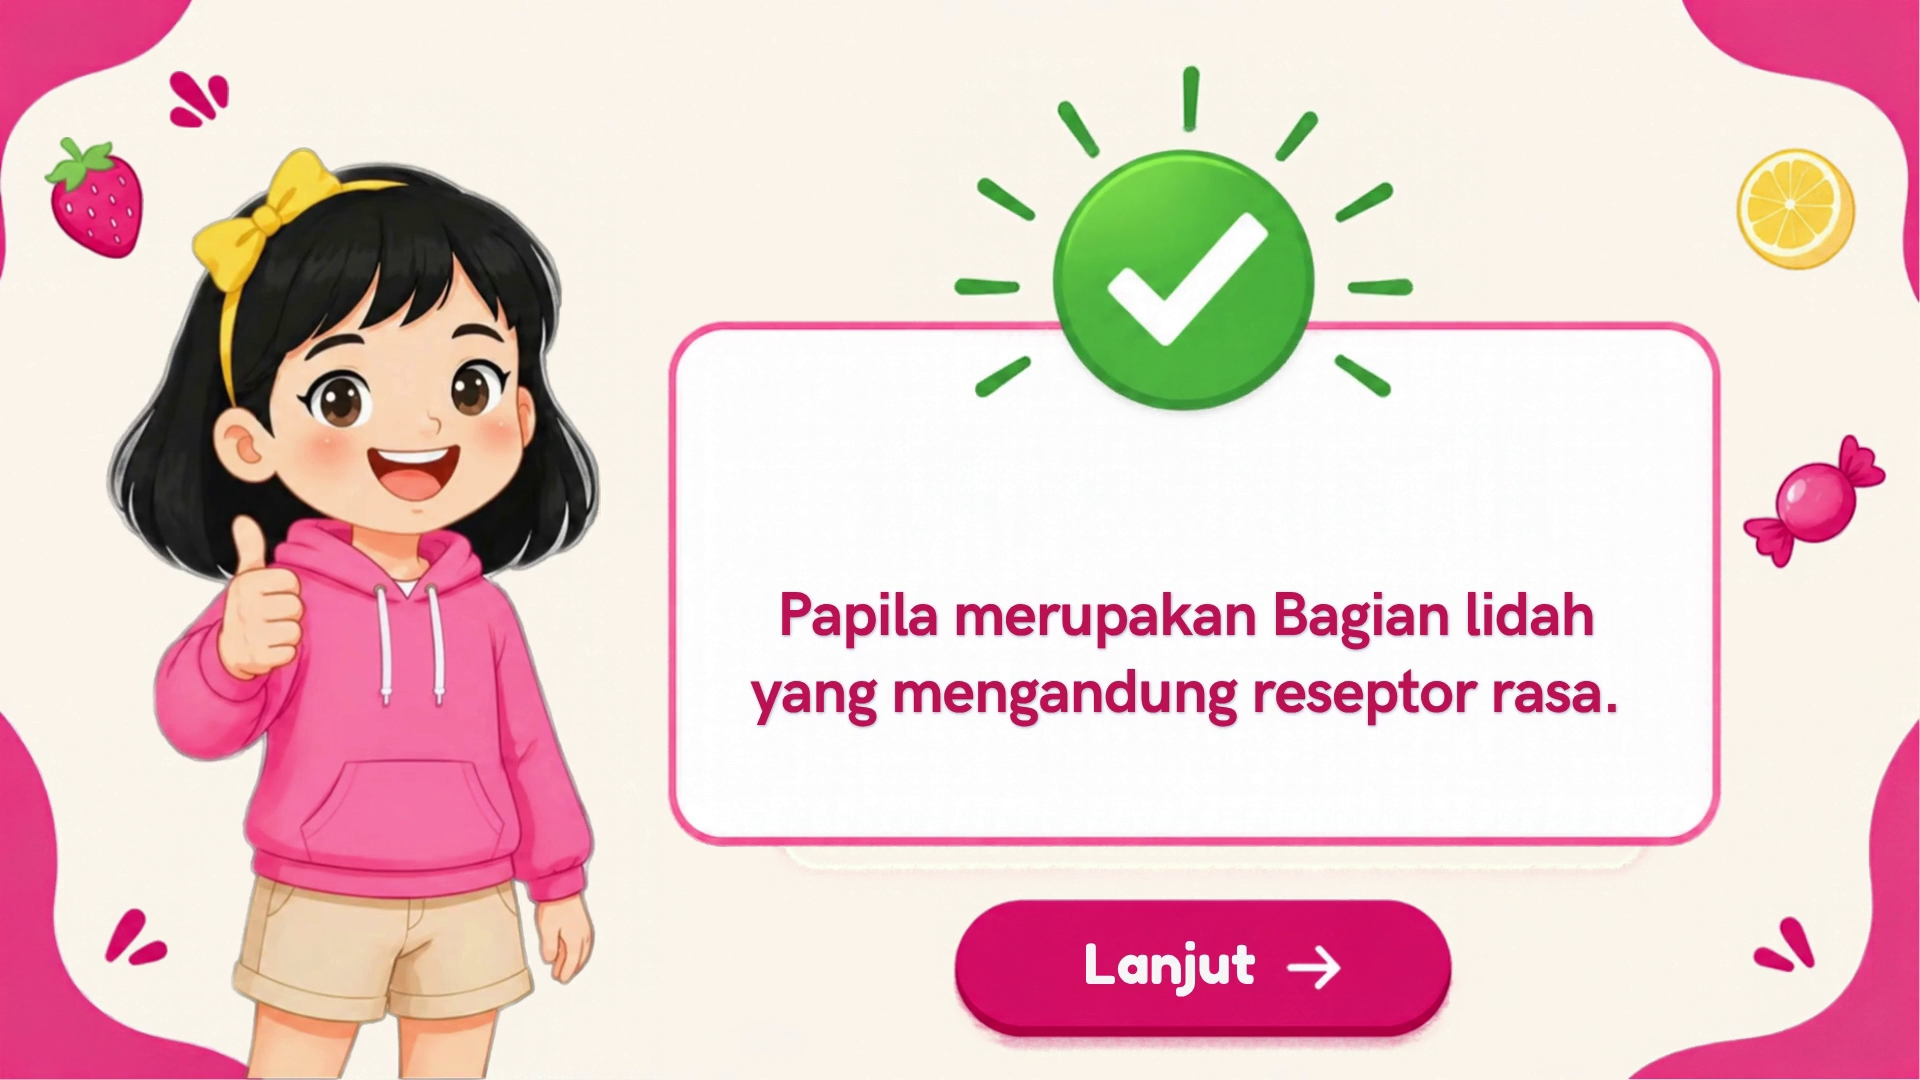 Papila merupakan Bagian lidah
yang mengandung reseptor rasa.
Lanjut →